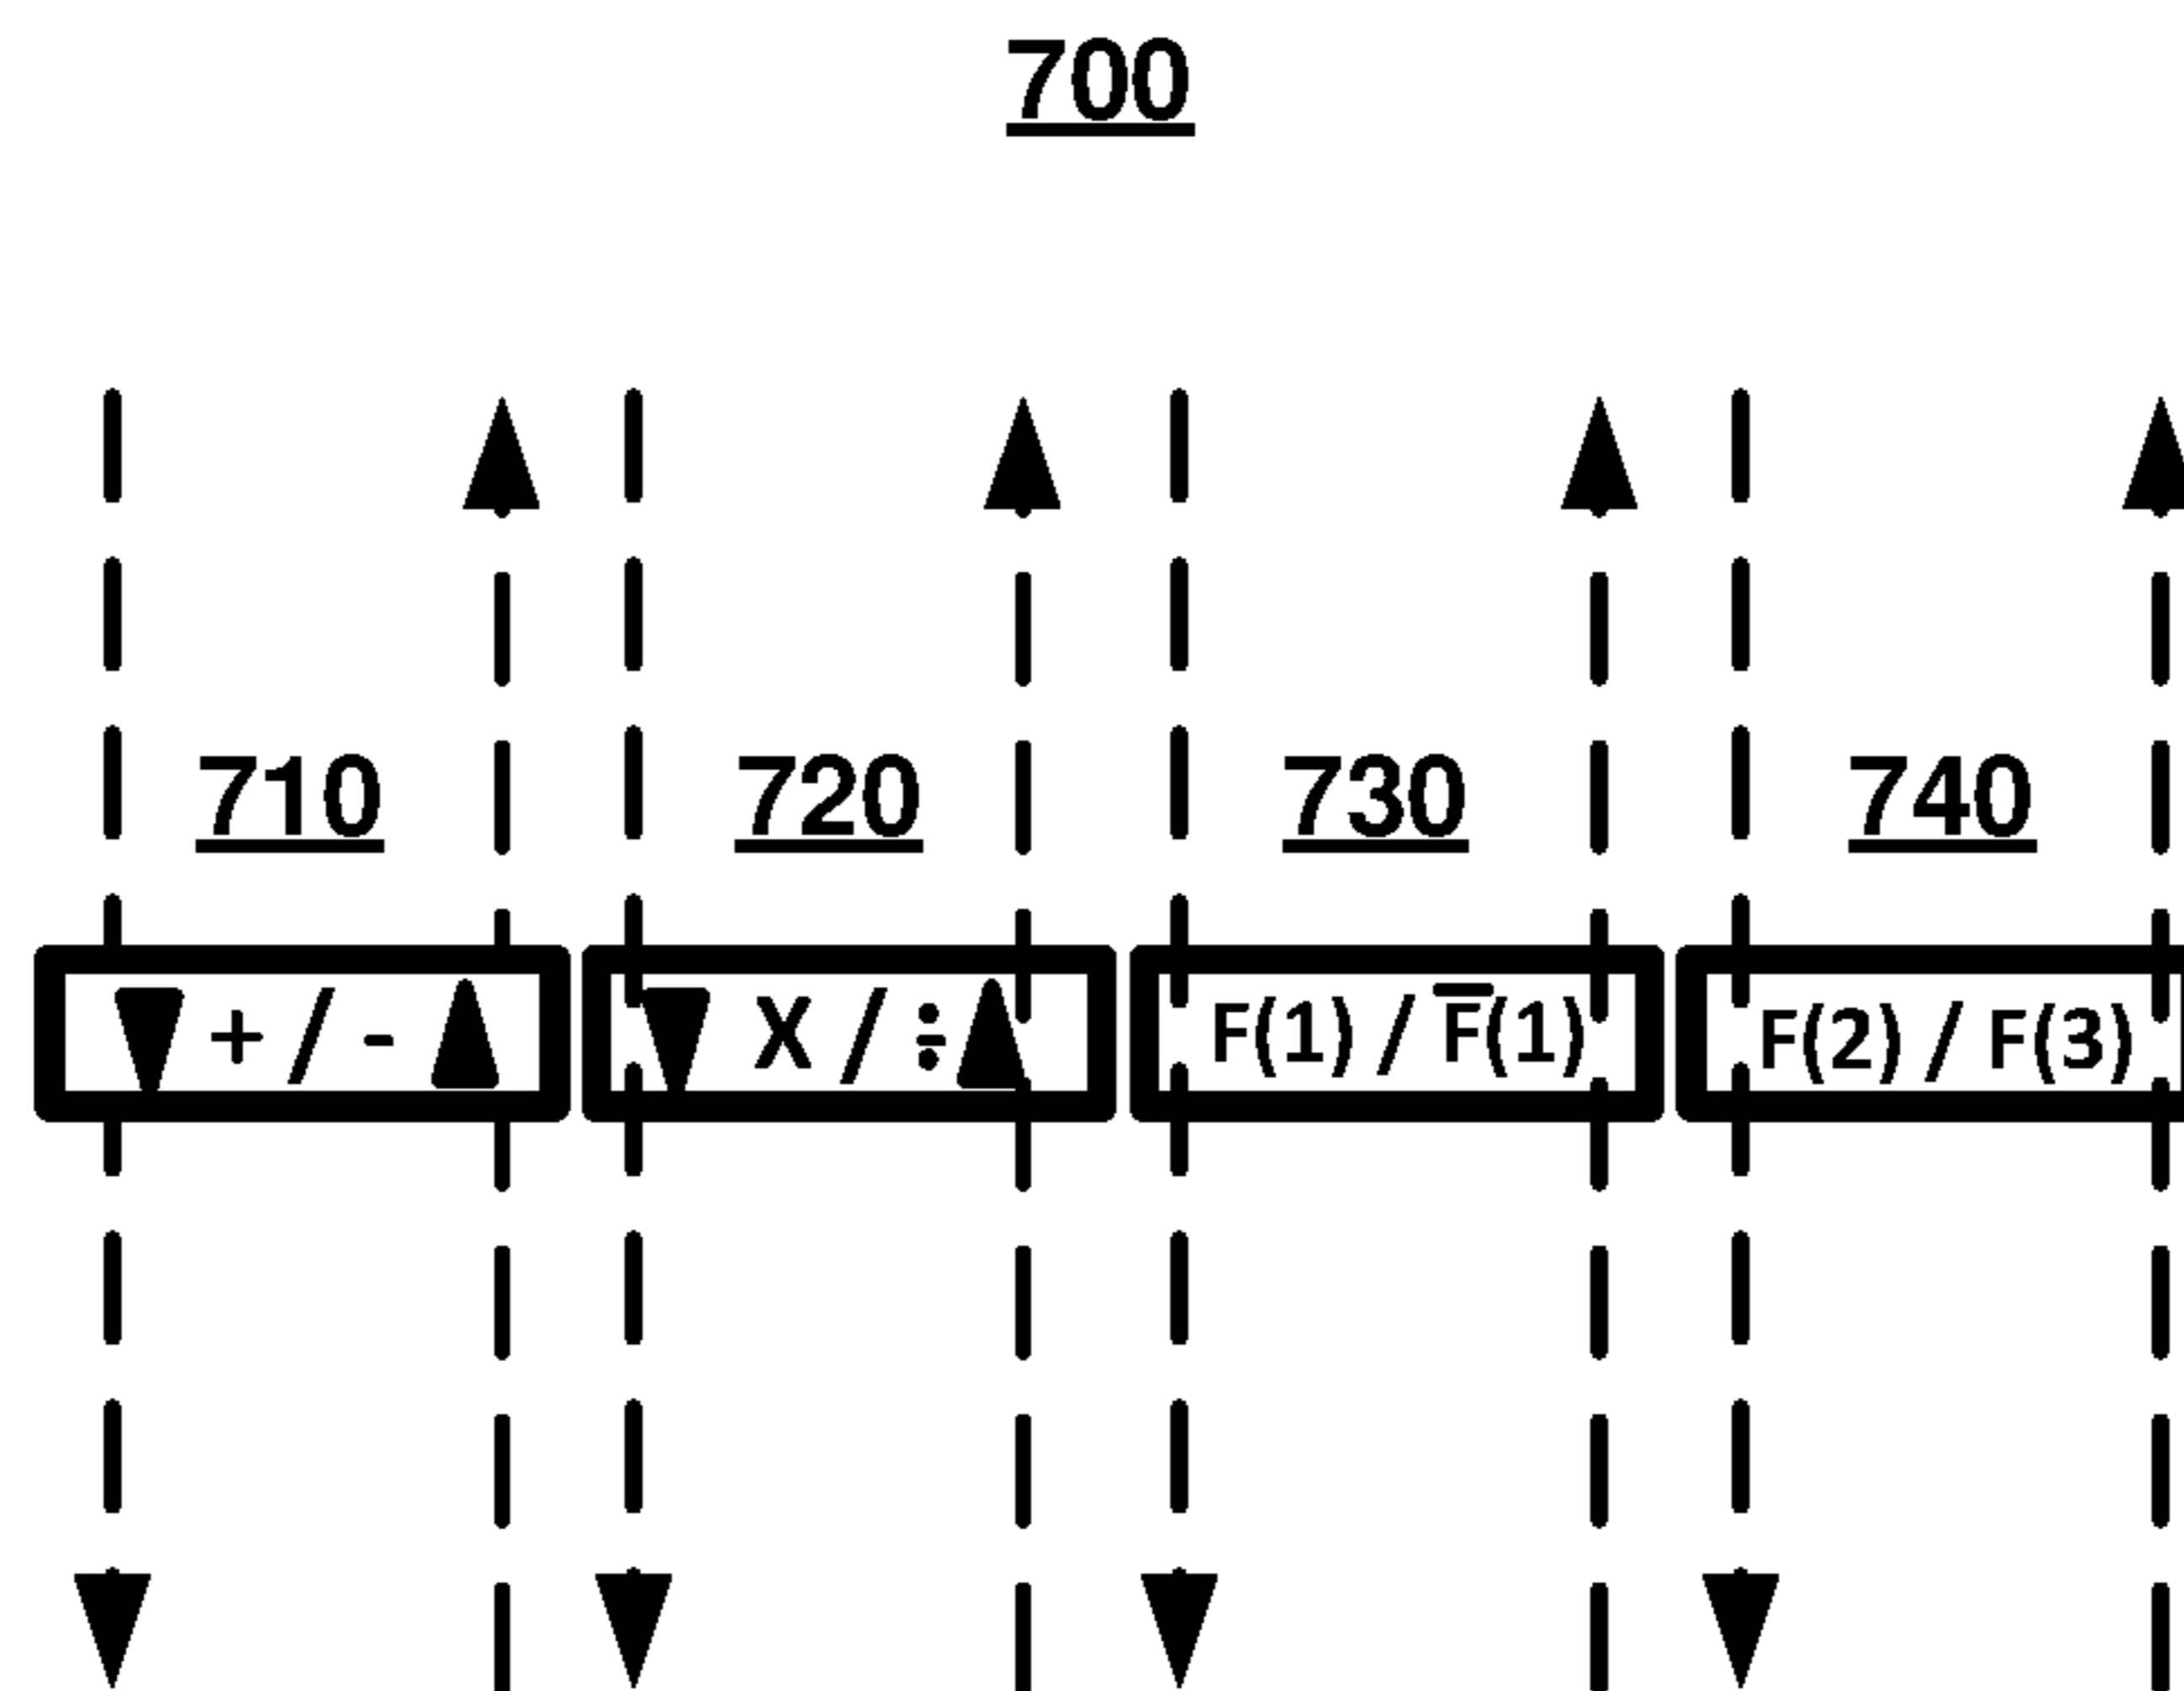 700
710 720 730 740
▼ + / - ▲ ▼ X / ÷ ▲ F(1) / F̅(1) F(2) / F(3)